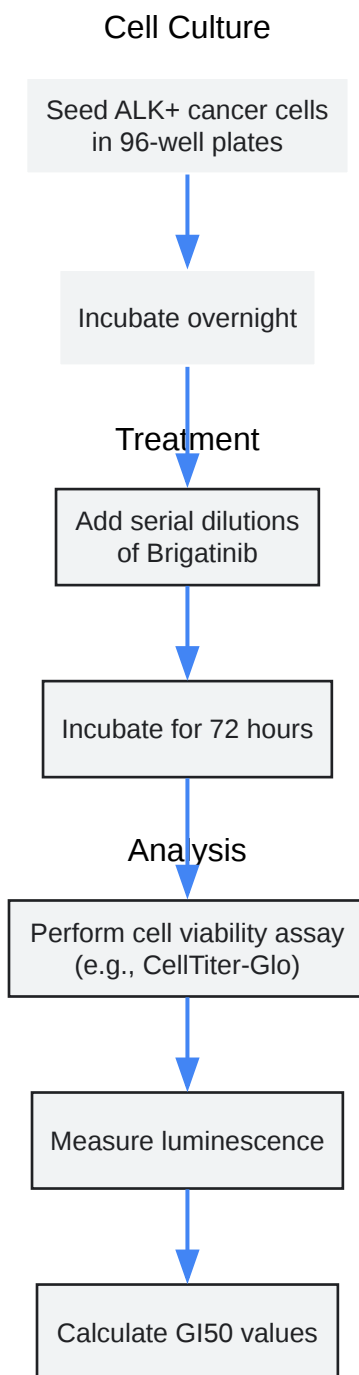 Cell Culture
Seed ALK+ cancer cells
in 96-well plates
Incubate overnight
Treatment
Add serial dilutions
of Brigatinib
Incubate for 72 hours
Analysis
Perform cell viability assay
(e.g., CellTiter-Glo)
Measure luminescence
Calculate GI50 values